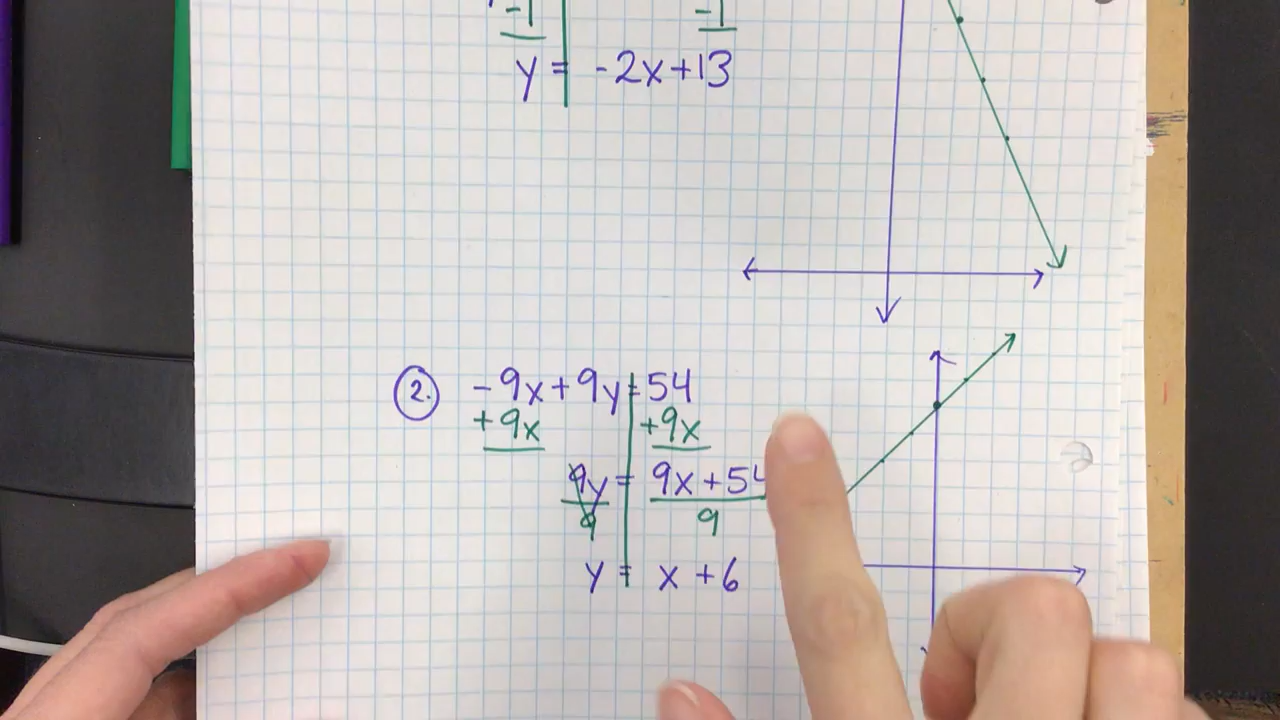 -1 -1
y = -2x+13
2. -9x+9y=54
+9x +9x
9y = 9x+54
9 9
y = x +6